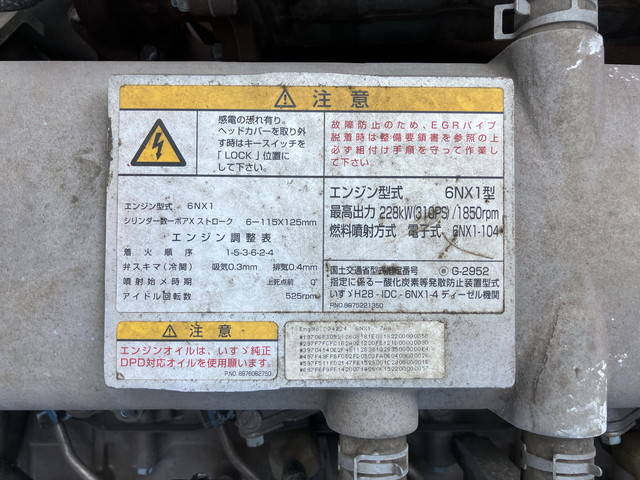 注意
感電の恐れ有り。
ヘッドカバーを取り外
す時はキースイッチを
「LOCK」位置に
して下さい。
故障防止のため、EGRパイプ
脱着時は整備要領書を参照の上
必ず組付け手順を守って作業し
て下さい。
エンジン型式 6NX1
シリンダー数ーボアXストローク 6－115X125mm
エンジン調整表
着火順序 1-5-3-6-2-4
弁スキマ(冷間) 吸気0.3mm 排気0.4mm
噴射始メ時期 上死点前 0°
アイドル回転数 525rpm
エンジン型式 6NX1型
最高出力 228kW(310PS)/1850rpm
燃料噴射方式 電子式 6NX1-104
国土交通省型式指定番号 G-2952
指定に係る一酸化炭素等発散防止装置型式
いすゞH28-IDC-6NX1-4 ディーゼル機関
P.NO.8975221350
注意
エンジンオイルは、いすゞ純正
DPD対応オイルを使用願います。
P.NO.8976082750